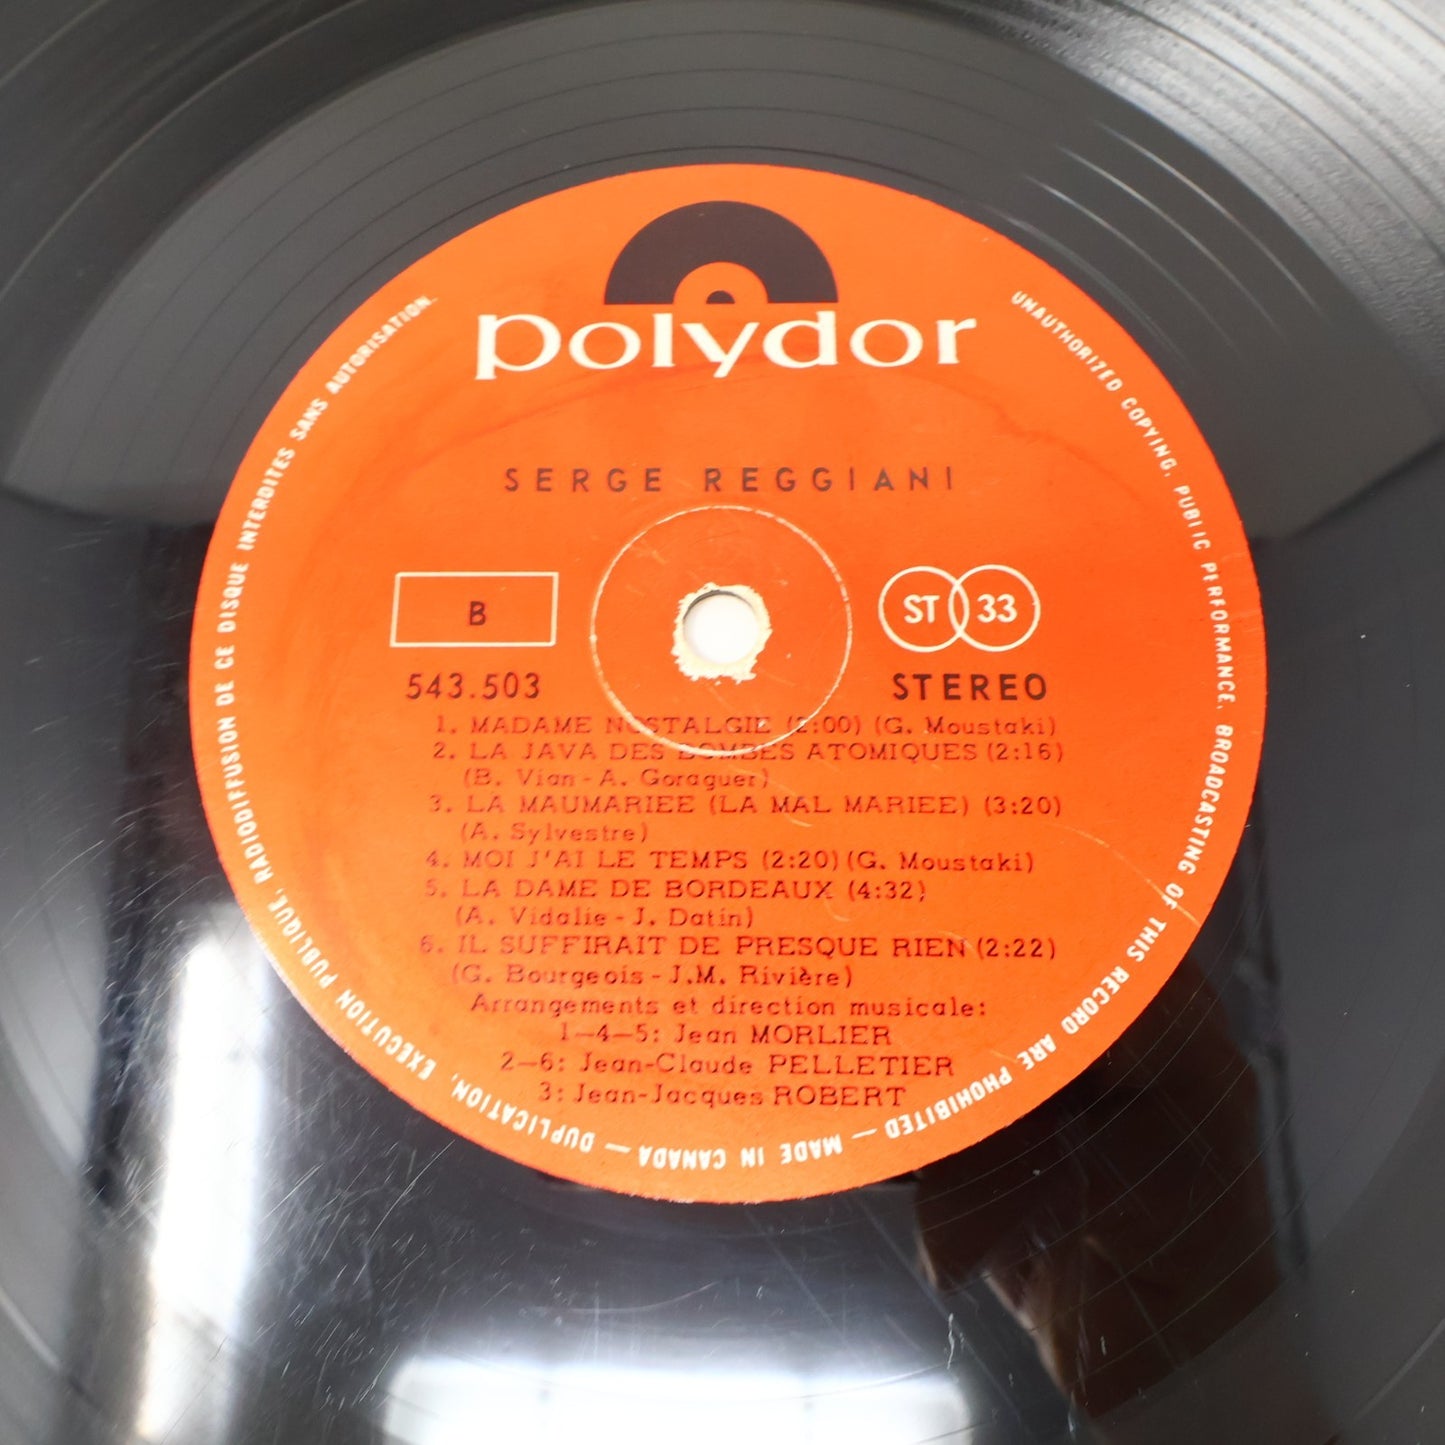 polydor
SERGE REGGIANI
B
ST 33
543.503
STEREO
1. MADAME NOSTALGIE (2:00) (G. Moustaki)
2. LA JAVA DES BOMBES ATOMIQUES (2:16)
(B. Vian - A. Goraguer)
3. LA MAUMARIEE (LA MAL MARIEE) (3:20)
(A. Sylvestre)
4. MOI J'AI LE TEMPS (2:20) (G. Moustaki)
5. LA DAME DE BORDEAUX (4:32)
(A. Vidalie - J. Datin)
6. IL SUFFIRAIT DE PRESQUE RIEN (2:22)
(G. Bourgeois - J.M. Rivière)
Arrangements et direction musicale:
1—4—5: Jean MORLIER
2—6: Jean-Claude PELLETIER
3: Jean-Jacques ROBERT
UNAUTHORIZED COPYING, PUBLIC PERFORMANCE, BROADCASTING OF THIS RECORD ARE PROHIBITED — MADE IN CANADA — DUPLICATION, EXECUTION PUBLIQUE, RADIODIFFUSION DE CE DISQUE INTERDITES SANS AUTORISATION.